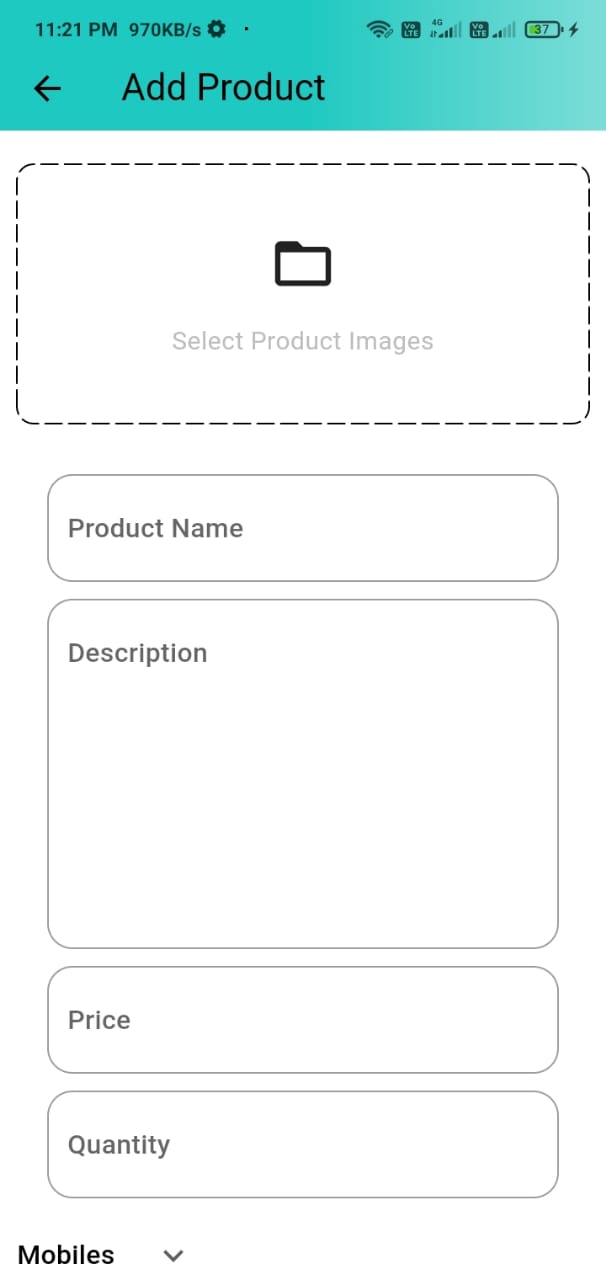 11:21 PM 970KB/s
Vo LTE 4G Vo LTE 37
Add Product
Select Product Images
Product Name
Description
Price
Quantity
Mobiles